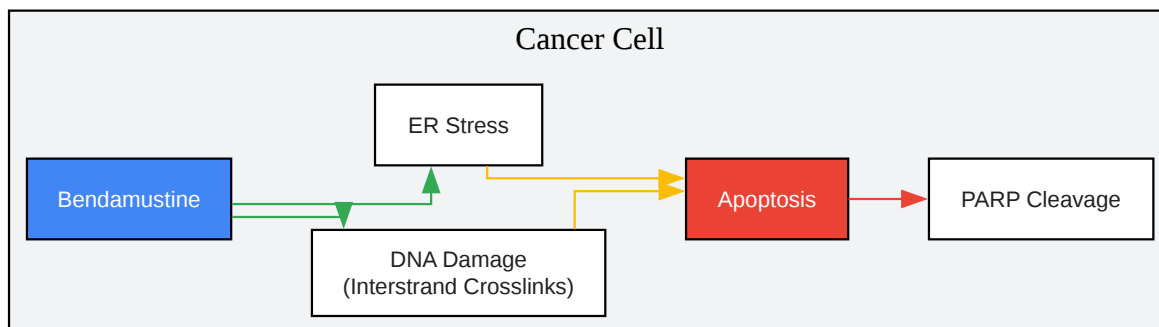 Cancer Cell
ER Stress
Bendamustine
Apoptosis
PARP Cleavage
DNA Damage
(Interstrand Crosslinks)